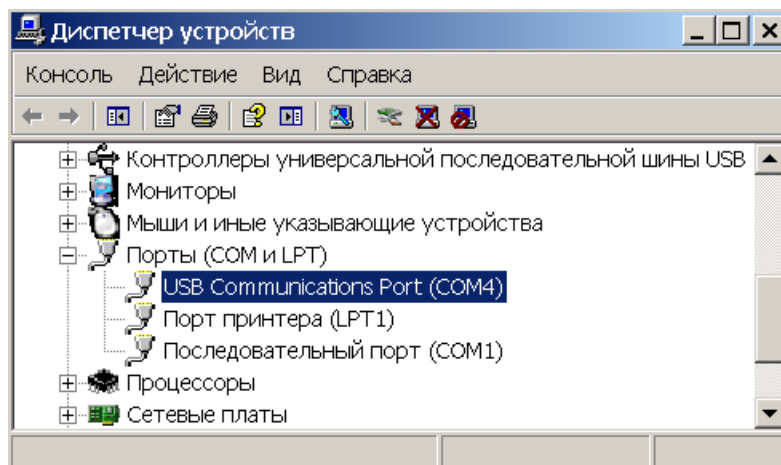 Диспетчер устройств
Консоль Действие Вид Справка
Контроллеры универсальной последовательной шины USB
Мониторы
Мыши и иные указывающие устройства
Порты (COM и LPT)
USB Communications Port (COM4)
Порт принтера (LPT1)
Последовательный порт (COM1)
Процессоры
Сетевые платы